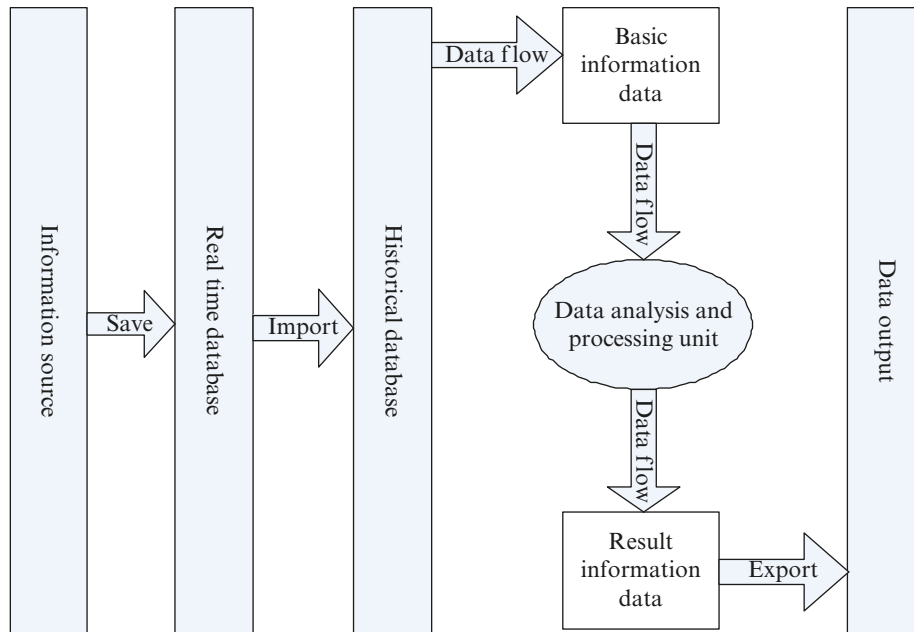 Information source
Save
Real time database
Import
Historical database
Data flow
Basic
information
data
Data flow
Data analysis and
processing unit
Data flow
Result
information
data
Export
Data output